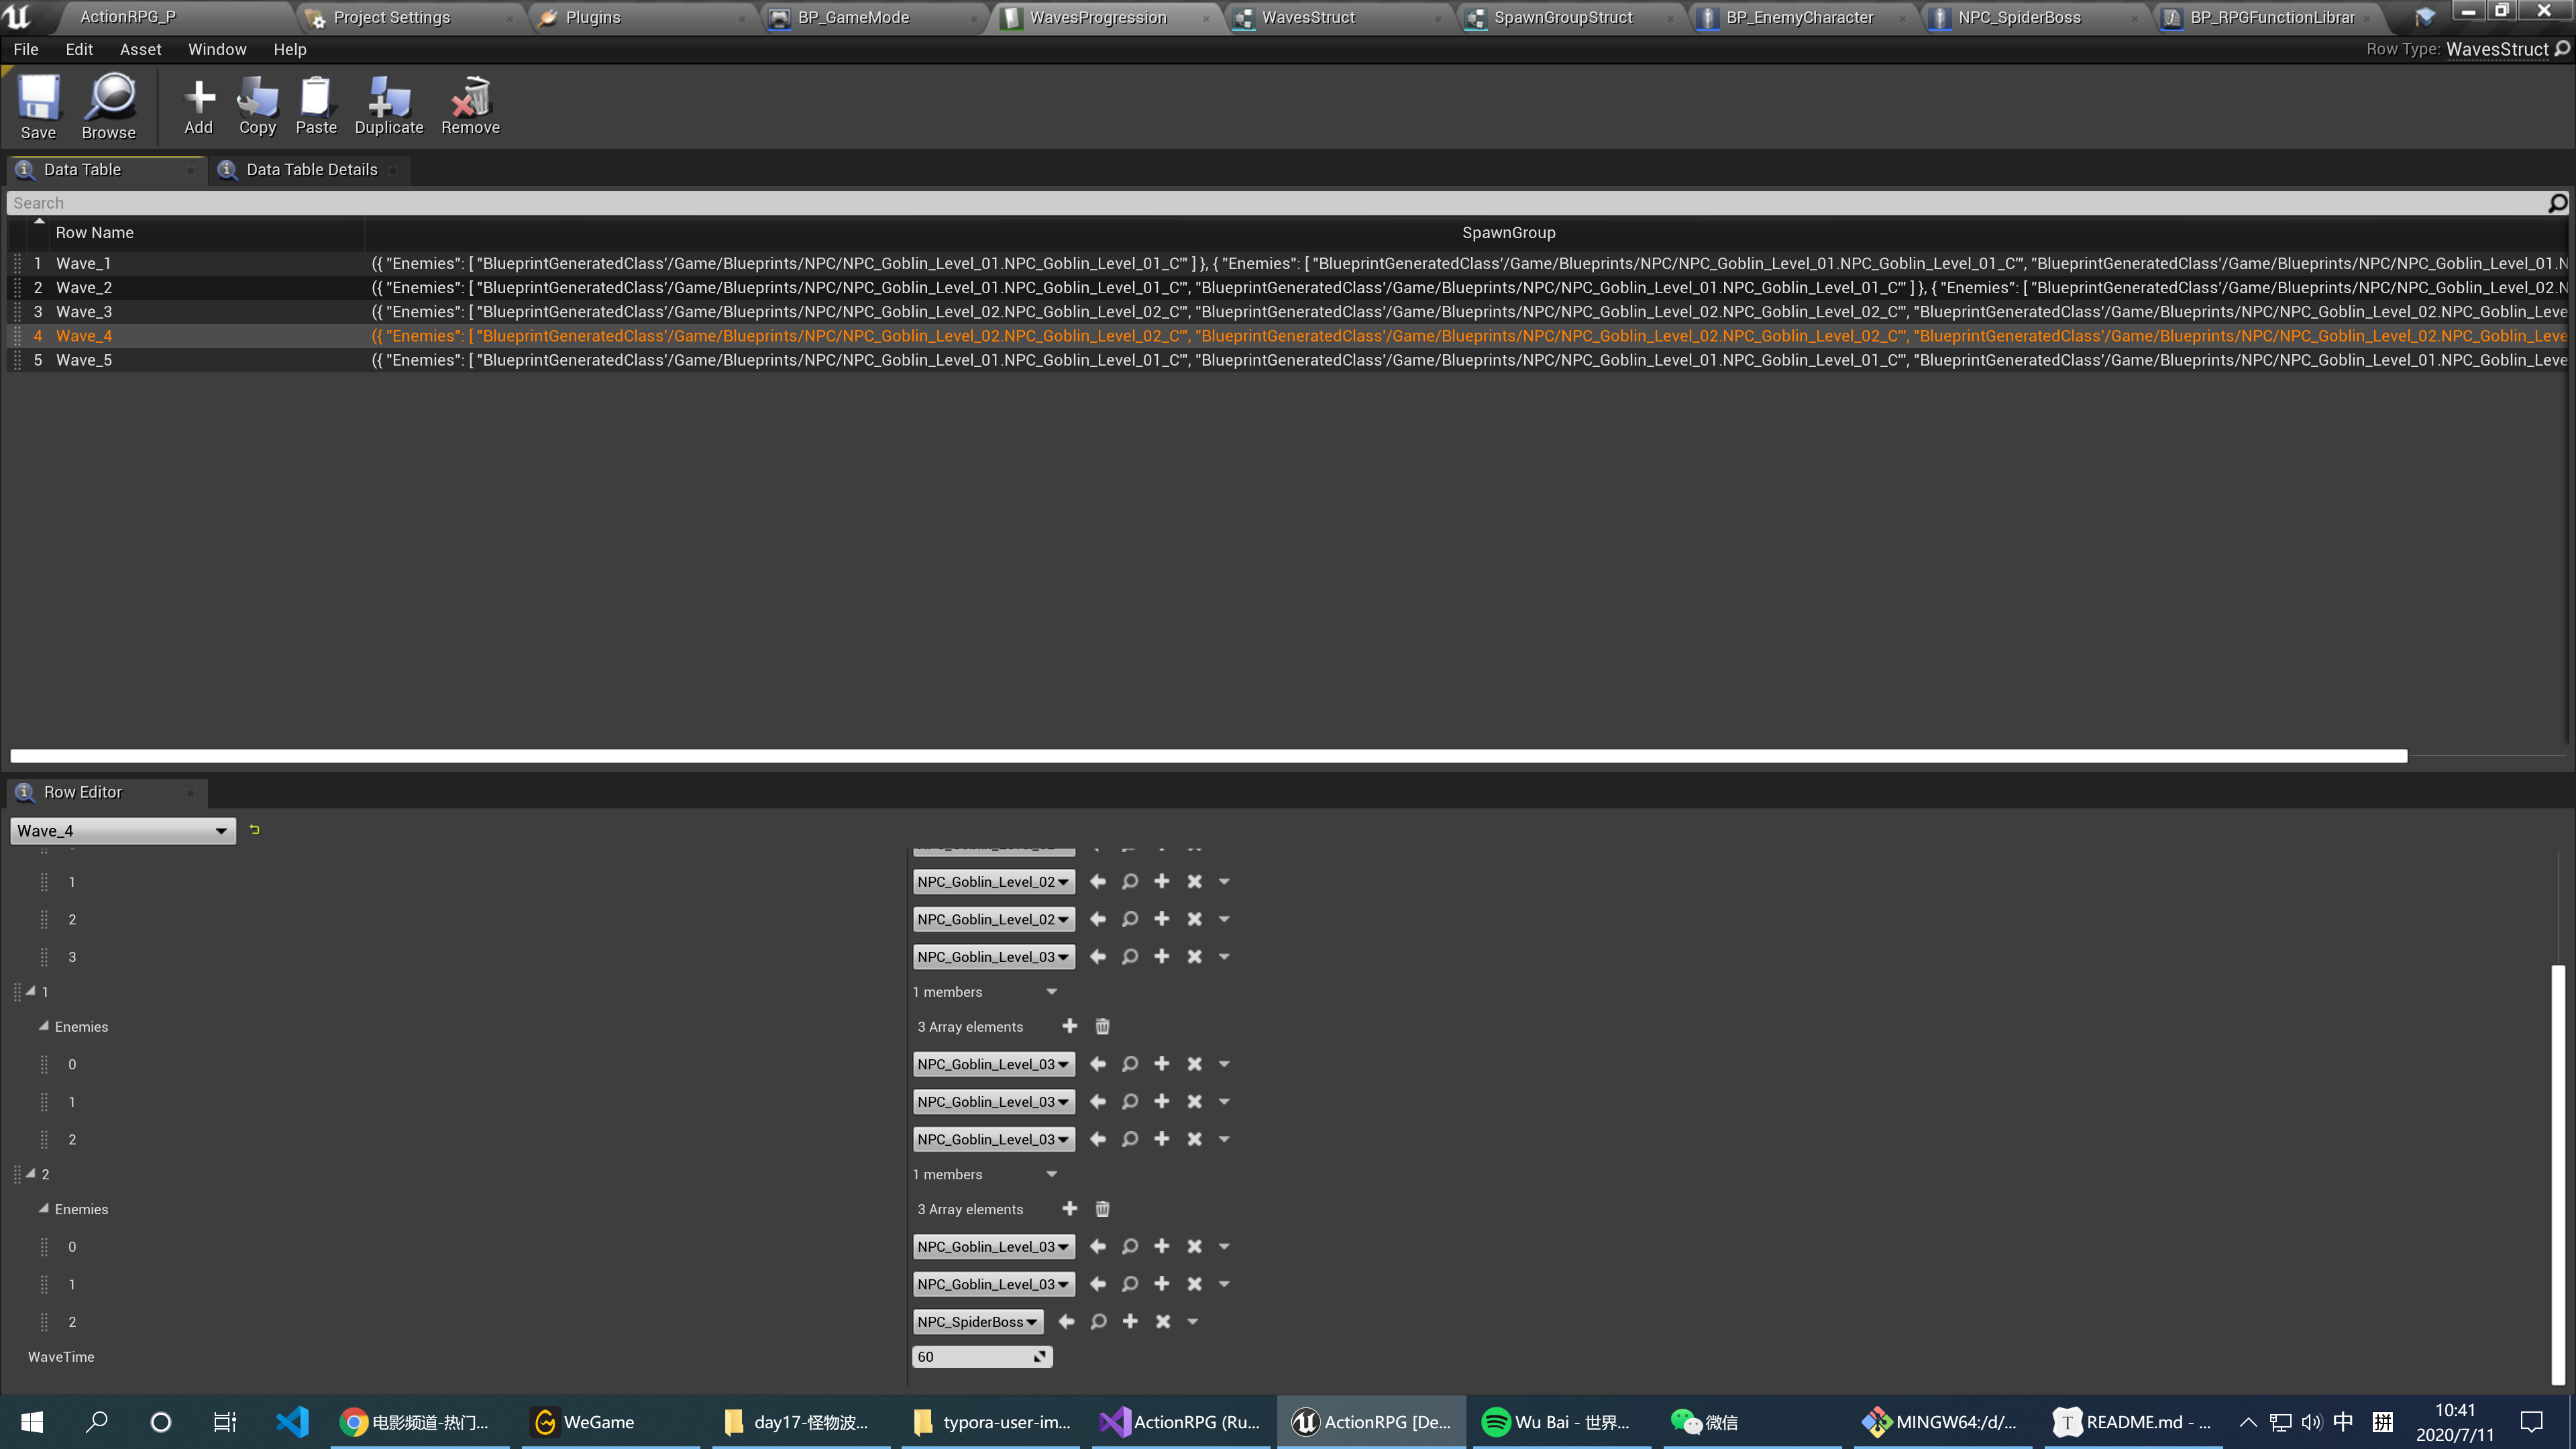 ActionRPG_P Project Settings Plugins BP_GameMode WavesProgression WavesStruct SpawnGroupStruct BP_EnemyCharacter NPC_SpiderBoss BP_RPGFunctionLibrar
File Edit Asset Window Help Row Type: WavesStruct
Save Browse Add Copy Paste Duplicate Remove
Data Table Data Table Details
Search
Row Name SpawnGroup
1 Wave_1 ({ "Enemies": [ "BlueprintGeneratedClass'/Game/Blueprints/NPC/NPC_Goblin_Level_01.NPC_Goblin_Level_01_C'" ] }, { "Enemies": [ "BlueprintGeneratedClass'/Game/Blueprints/NPC/NPC_Goblin_Level_01.NPC_Goblin_Level_01_C'", "BlueprintGeneratedClass'/Game/Blueprints/NPC/NPC_Goblin_Level_01.N
2 Wave_2 ({ "Enemies": [ "BlueprintGeneratedClass'/Game/Blueprints/NPC/NPC_Goblin_Level_01.NPC_Goblin_Level_01_C'", "BlueprintGeneratedClass'/Game/Blueprints/NPC/NPC_Goblin_Level_01.NPC_Goblin_Level_01_C'" ] }, { "Enemies": [ "BlueprintGeneratedClass'/Game/Blueprints/NPC/NPC_Goblin_Level_02.N
3 Wave_3 ({ "Enemies": [ "BlueprintGeneratedClass'/Game/Blueprints/NPC/NPC_Goblin_Level_02.NPC_Goblin_Level_02_C'", "BlueprintGeneratedClass'/Game/Blueprints/NPC/NPC_Goblin_Level_02.NPC_Goblin_Level_02_C'", "BlueprintGeneratedClass'/Game/Blueprints/NPC/NPC_Goblin_Level_02.NPC_Goblin_Leve
4 Wave_4 ({ "Enemies": [ "BlueprintGeneratedClass'/Game/Blueprints/NPC/NPC_Goblin_Level_02.NPC_Goblin_Level_02_C'", "BlueprintGeneratedClass'/Game/Blueprints/NPC/NPC_Goblin_Level_02.NPC_Goblin_Level_02_C'", "BlueprintGeneratedClass'/Game/Blueprints/NPC/NPC_Goblin_Level_02.NPC_Goblin_Leve
5 Wave_5 ({ "Enemies": [ "BlueprintGeneratedClass'/Game/Blueprints/NPC/NPC_Goblin_Level_01.NPC_Goblin_Level_01_C'", "BlueprintGeneratedClass'/Game/Blueprints/NPC/NPC_Goblin_Level_01.NPC_Goblin_Level_01_C'", "BlueprintGeneratedClass'/Game/Blueprints/NPC/NPC_Goblin_Level_01.NPC_Goblin_Leve
Row Editor
Wave_4
1 NPC_Goblin_Level_02
2 NPC_Goblin_Level_02
3 NPC_Goblin_Level_03
1 1 members
Enemies 3 Array elements
0 NPC_Goblin_Level_03
1 NPC_Goblin_Level_03
2 NPC_Goblin_Level_03
2 1 members
Enemies 3 Array elements
0 NPC_Goblin_Level_03
1 NPC_Goblin_Level_03
2 NPC_SpiderBoss
WaveTime 60
电影频道-热门... WeGame day17-怪物波... typora-user-im... ActionRPG (Ru... ActionRPG [De... Wu Bai - 世界... 微信 MINGW64:/d/... README.md - ... 中 拼 10:41
2020/7/11